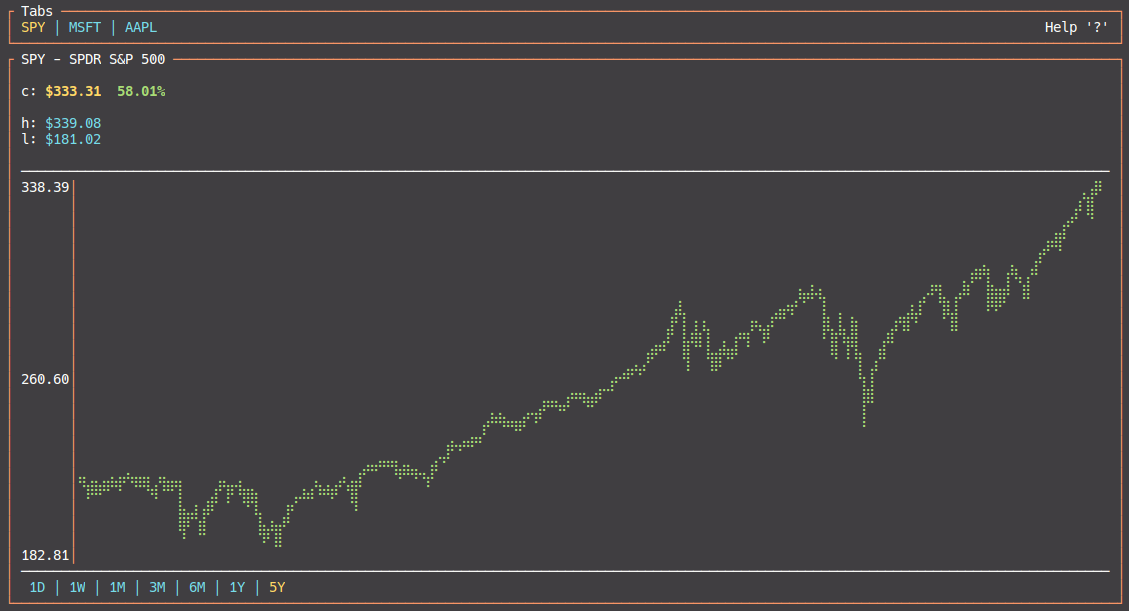 Tabs
SPY | MSFT | AAPL Help '?'
SPY - SPDR S&P 500
c: $333.31 58.01%
h: $339.08
l: $181.02
338.39
260.60
182.81
1D | 1W | 1M | 3M | 6M | 1Y | 5Y